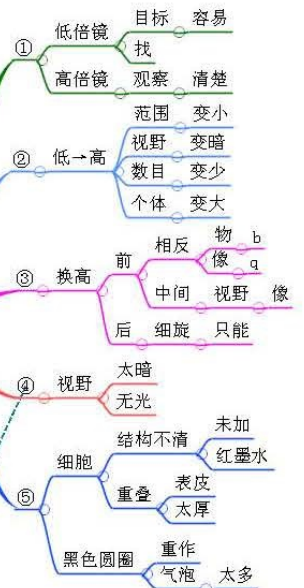 ① 低倍镜 目标 容易
找
高倍镜 观察 清楚
② 低→高 范围 变小
视野 变暗
数目 变少
个体 变大
③ 换高 前 相反 物 b
像 q
中间 视野 像
后 细旋 只能
④ 视野 太暗
无光
⑤ 细胞 结构不清 未加
红墨水
重叠 表皮
太厚
黑色圆圈 重作
气泡 太多